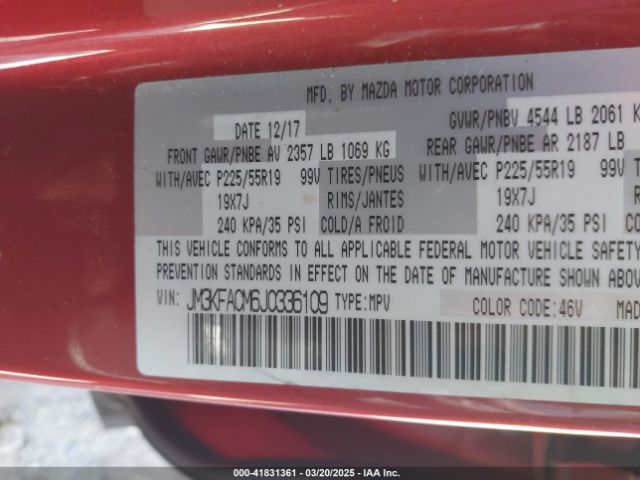 MFD. BY MAZDA MOTOR CORPORATION
DATE 12/17 GVWR/PNBV 4544 LB 2061 K
FRONT GAWR/PNBE AV 2357 LB 1069 KG REAR GAWR/PNBE AR 2187 LB
WITH/AVEC P225/55R19 99V TIRES/PNEUS WITH/AVEC P225/55R19 99V T
19X7J RIMS/JANTES 19X7J R
240 KPA/35 PSI COLD/A FROID 240 KPA/35 PSI CO
THIS VEHICLE CONFORMS TO ALL APPLICABLE FEDERAL MOTOR VEHICLE SAFETY
PREVENTION STANDARDS IN EFFECT ON THE DATE OF MANUFACTURE SHOWN ABOV
VIN: JM3KFACM6J0336109 TYPE:MPV COLOR CODE:46V MAD
000-41831361 | 03/20/2025 | IAA Inc.